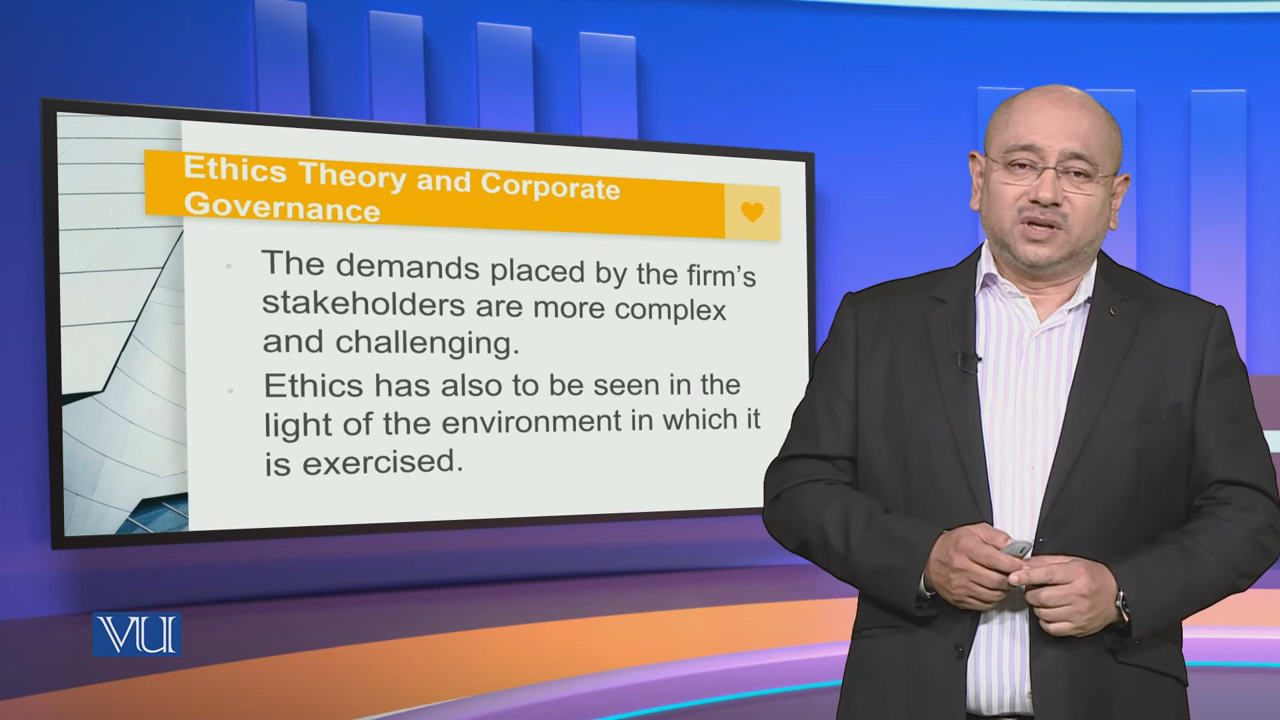 Ethics Theory and Corporate
Governance
The demands placed by the firm's
stakeholders are more complex
and challenging.
Ethics has also to be seen in the
light of the environment in which it
is exercised.
VU